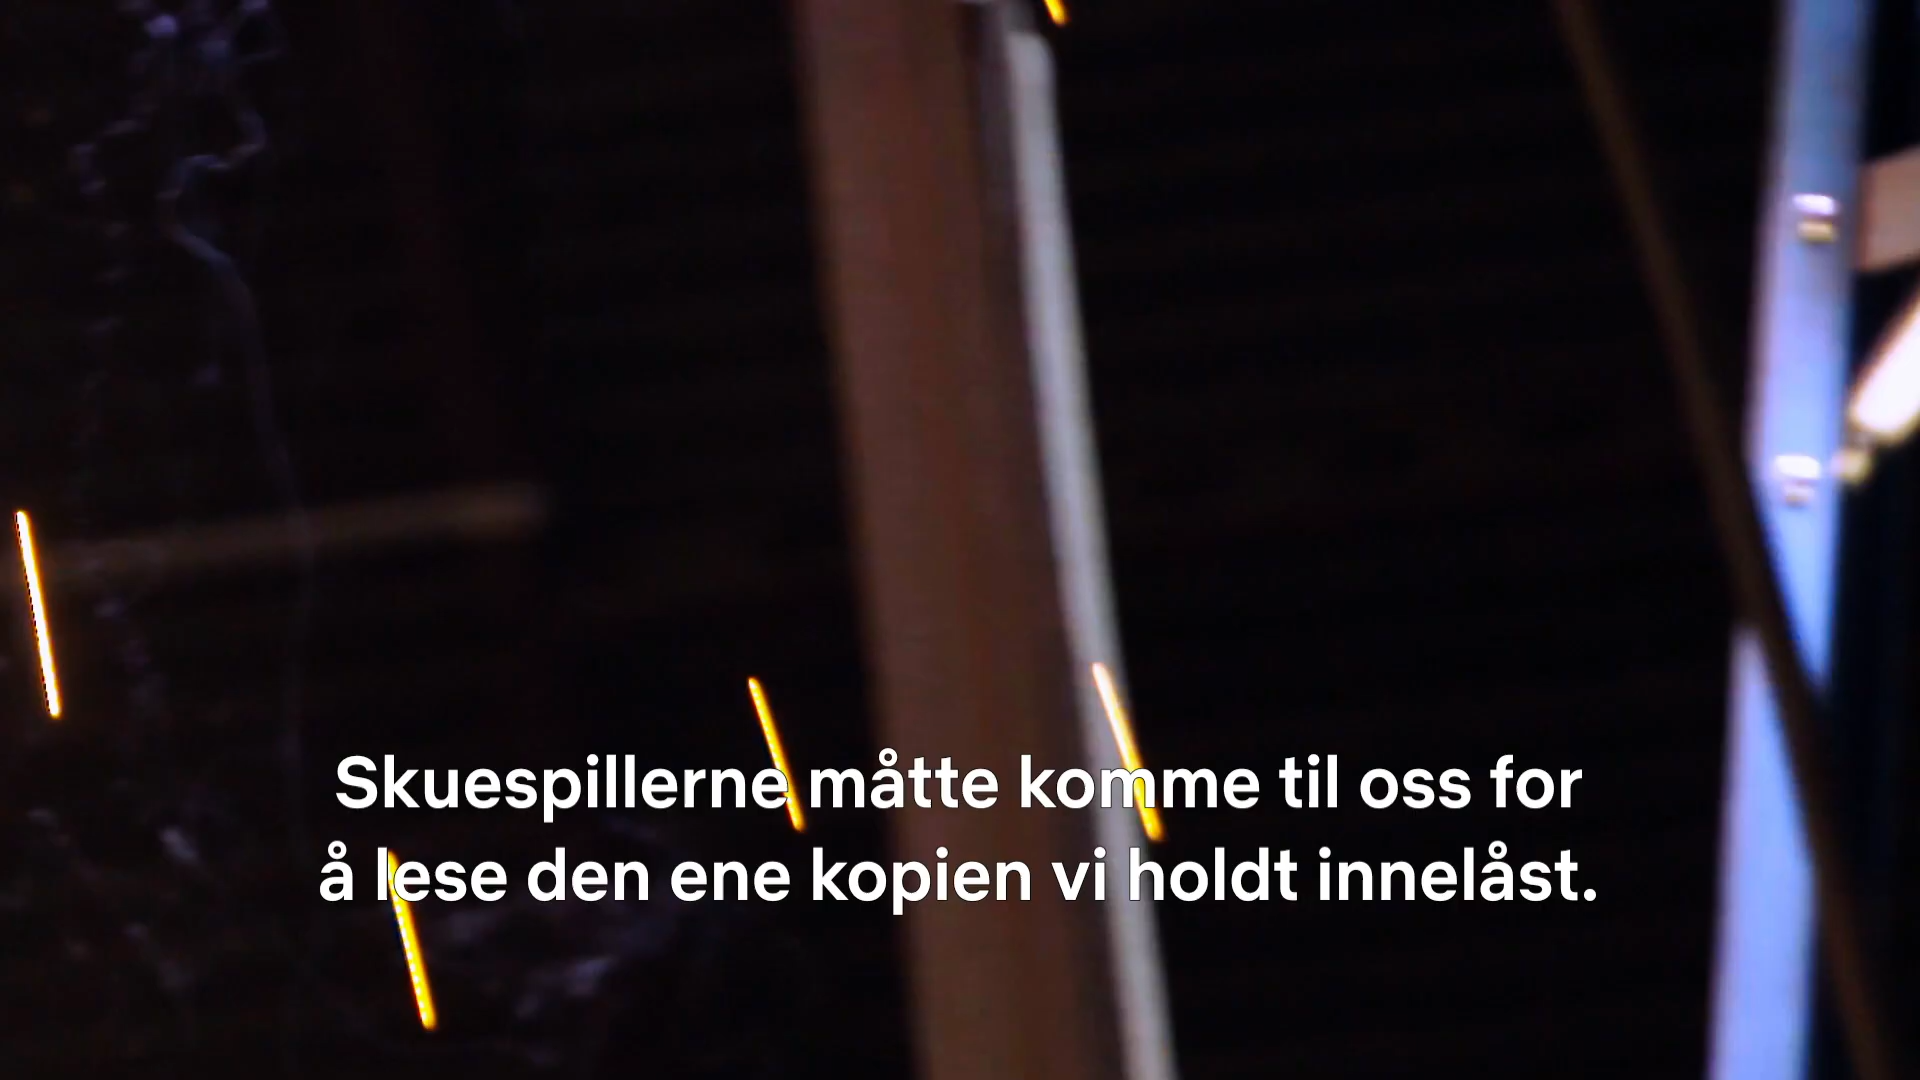 Skuespillerne måtte komme til oss for
å lese den ene kopien vi holdt innelåst.